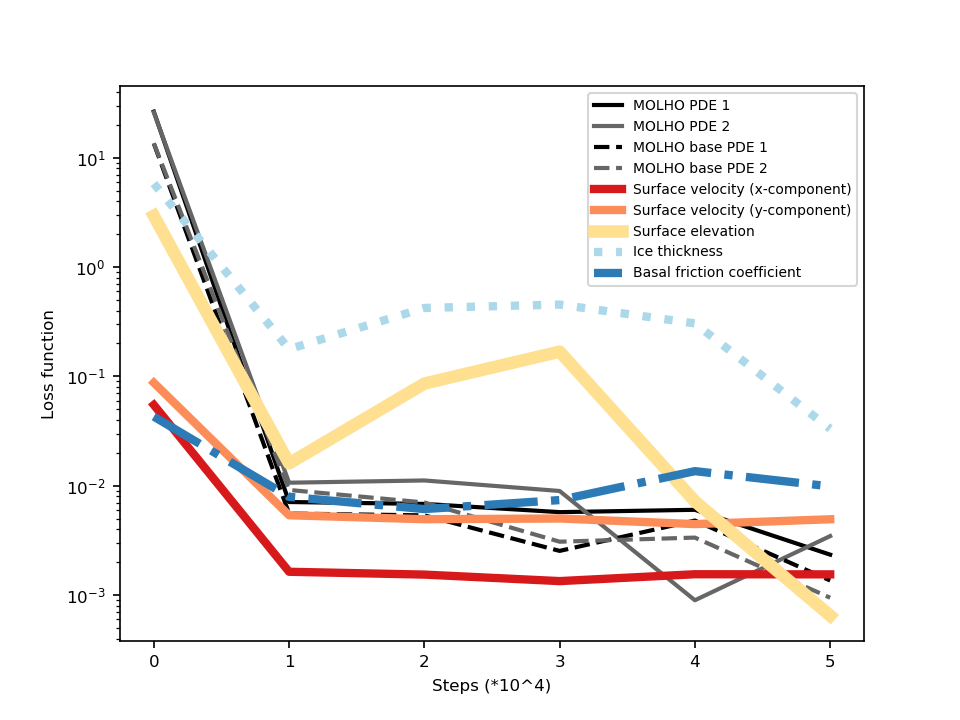 MOLHO PDE 1
MOLHO PDE 2
MOLHO base PDE 1
MOLHO base PDE 2
Surface velocity (x-component)
Surface velocity (y-component)
Surface elevation
Ice thickness
Basal friction coefficient
Loss function
10¹
10⁰
10⁻¹
10⁻²
10⁻³
0 1 2 3 4 5
Steps (*10^4)